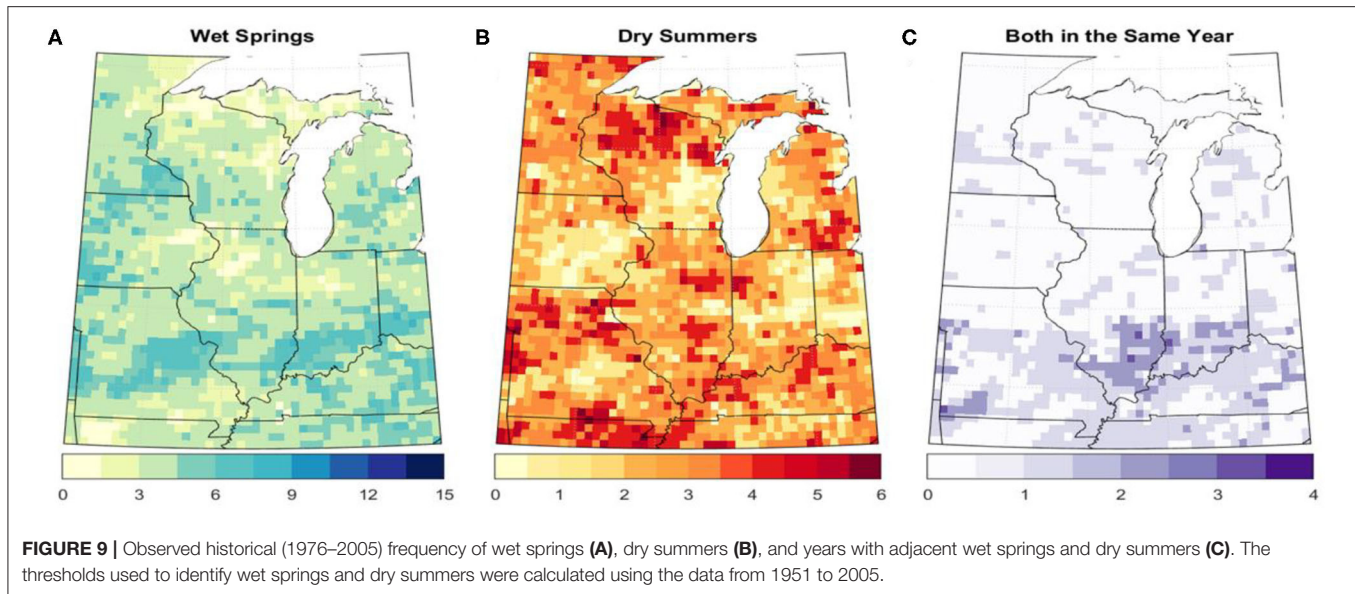 A
Wet Springs
B
Dry Summers
C
Both in the Same Year
0 3 6 9 12 15
0 1 2 3 4 5 6
0 1 2 3 4
FIGURE 9 | Observed historical (1976–2005) frequency of wet springs (A), dry summers (B), and years with adjacent wet springs and dry summers (C). The
thresholds used to identify wet springs and dry summers were calculated using the data from 1951 to 2005.